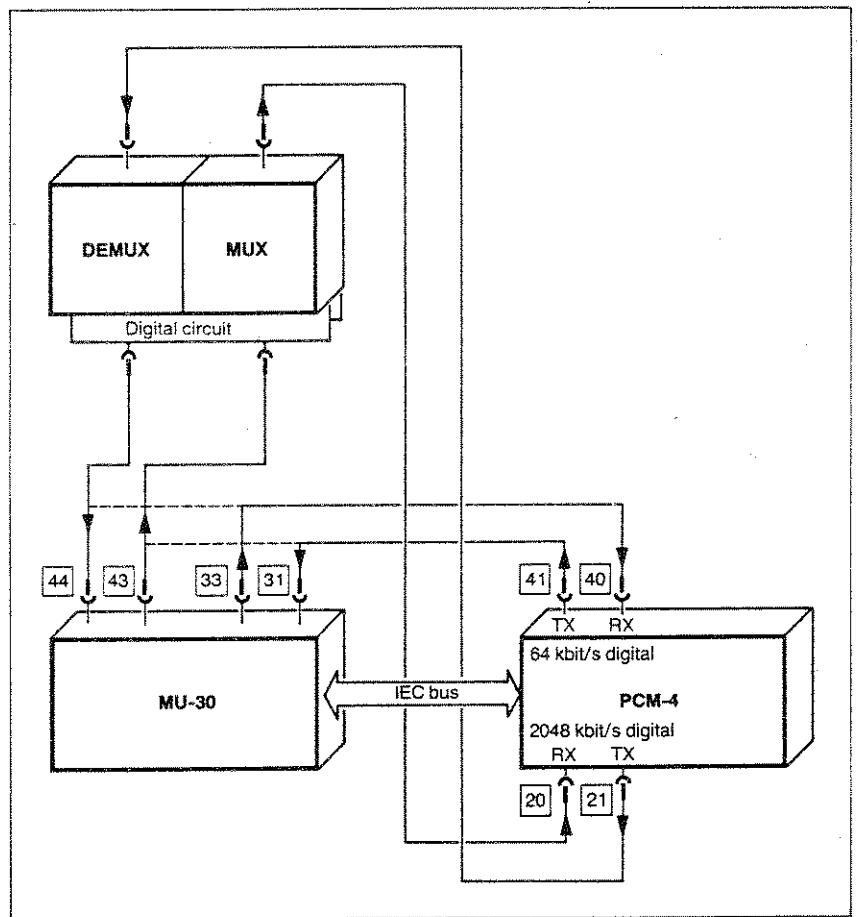 DEMUX
MUX
Digital circuit
44
43
33
31
41
40
TX
RX
64 kbit/s digital
MU-30
IEC bus
PCM-4
2048 kbit/s digital
RX
TX
20
21